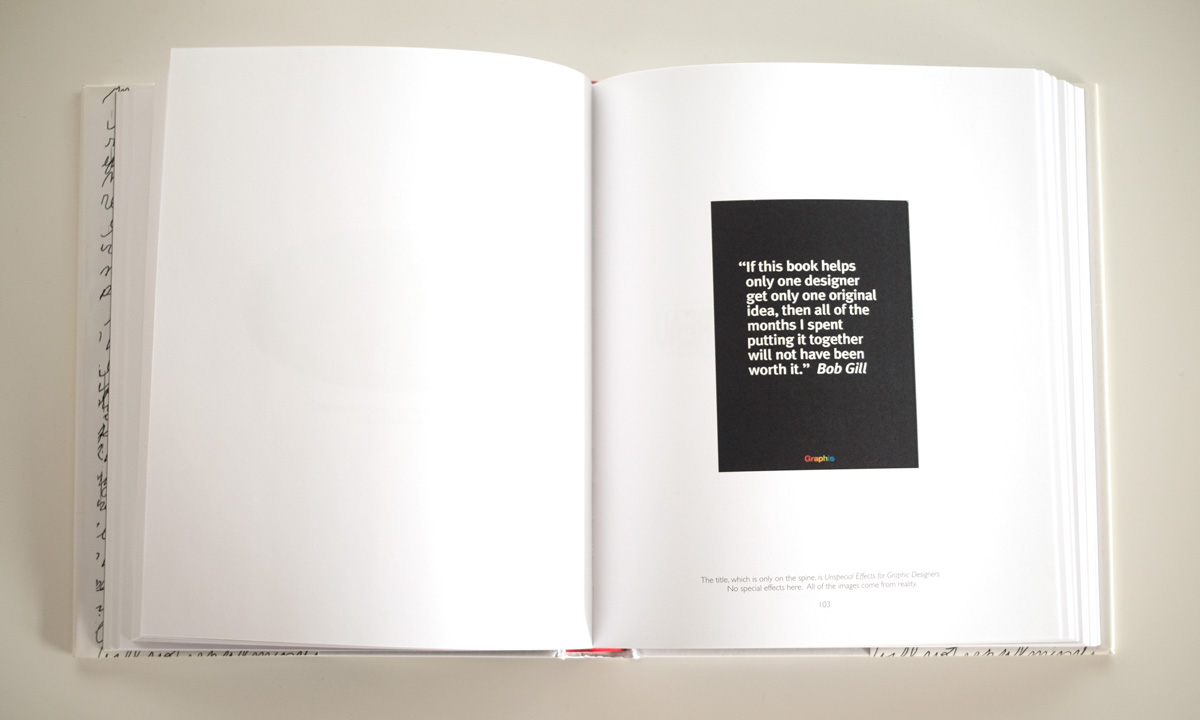 “If this book helps
only one designer
get only one original
idea, then all of the
months I spent
putting it together
will not have been
worth it.” Bob Gill
Graphis
The title, which is only on the spine, is Unspecial Effects for Graphic Designers.
No special effects here. All of the images come from reality.
103